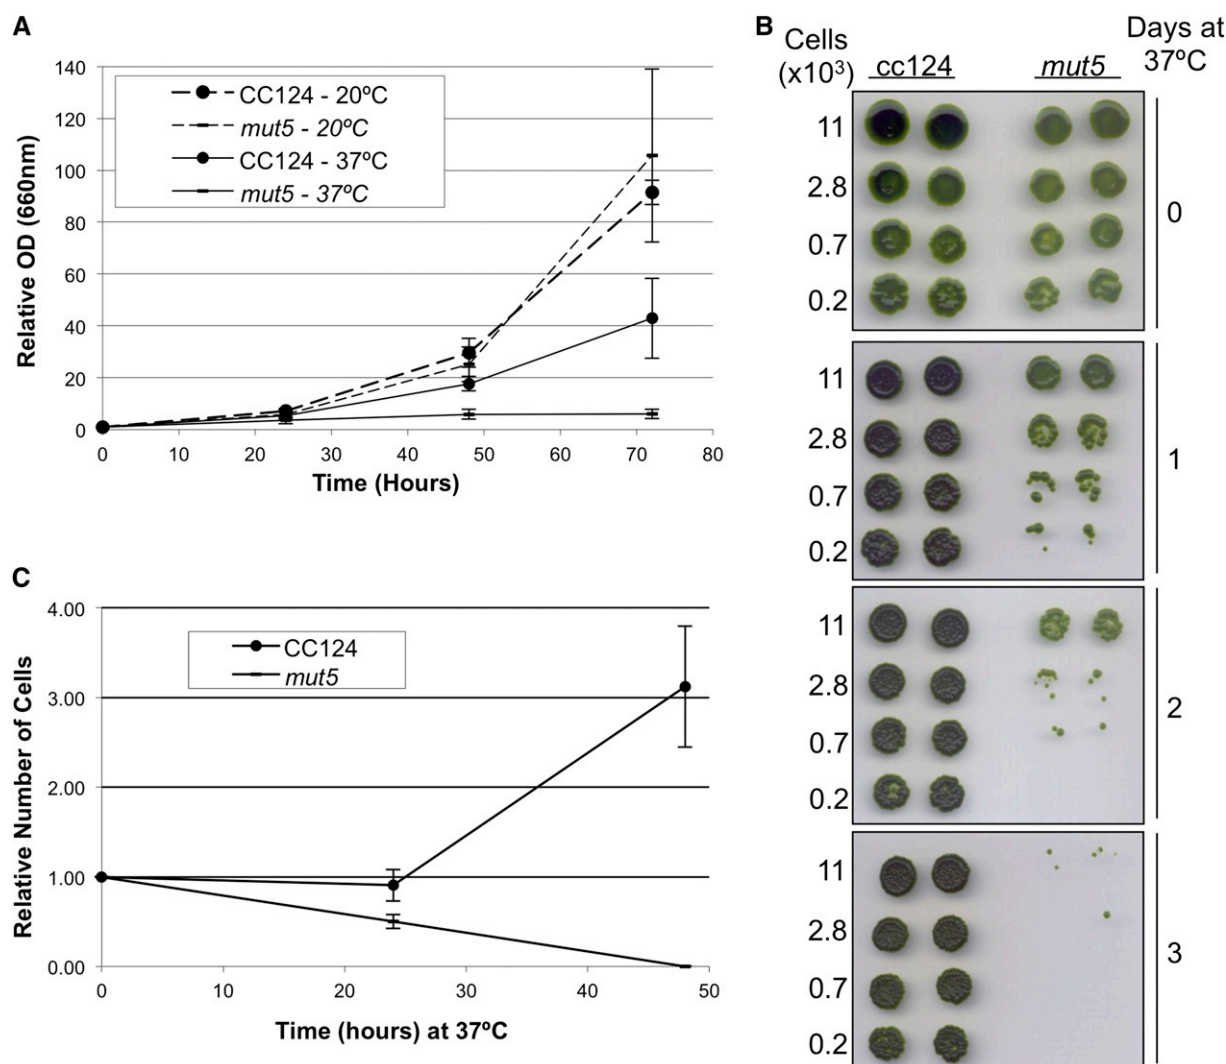 A
140
120
100
80
60
40
20
0
Relative OD (660nm)
CC124 - 20ºC
mut5 - 20ºC
CC124 - 37ºC
mut5 - 37ºC
0 10 20 30 40 50 60 70 80
Time (Hours)
B
Cells
(x10³)
cc124
mut5
Days at
37ºC
11
2.8
0.7
0.2
0
11
2.8
0.7
0.2
1
11
2.8
0.7
0.2
2
11
2.8
0.7
0.2
3
C
4.00
3.00
2.00
1.00
0.00
Relative Number of Cells
CC124
mut5
0 10 20 30 40 50
Time (hours) at 37ºC